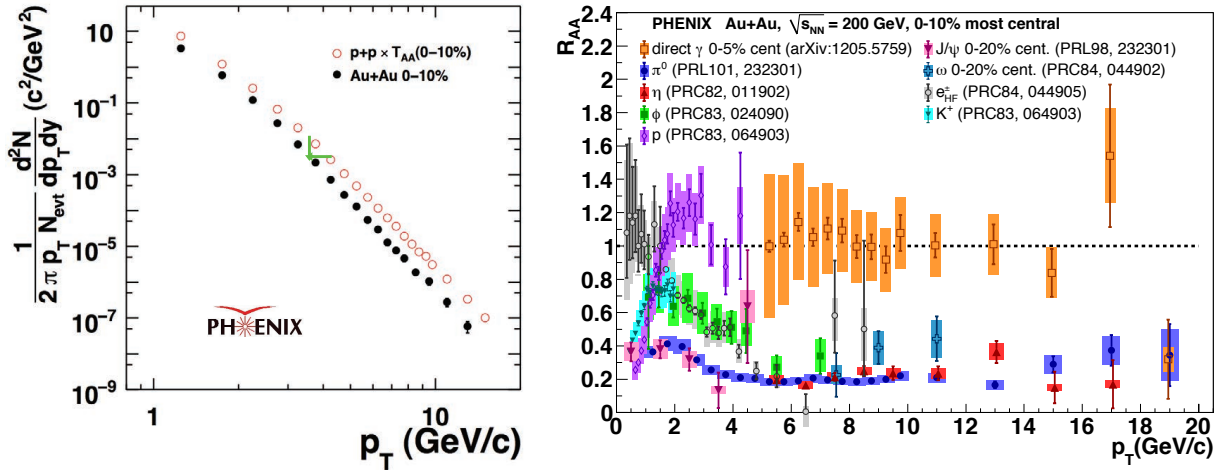 10
10⁻¹
10⁻³
10⁻⁵
10⁻⁷
10⁻⁹
1/(2 π p_T N_evt) d²N/(dp_T dy) (c²/GeV²)
p+p × T_AA(0–10%)
Au+Au 0–10%
PH ENIX
1
10
p_T (GeV/c)
R_AA
2.4
2.2
2
1.8
1.6
1.4
1.2
1
0.8
0.6
0.4
0.2
0
PHENIX Au+Au, √s_NN = 200 GeV, 0-10% most central
direct γ 0-5% cent (arXiv:1205.5759)
π⁰ (PRL101, 232301)
η (PRC82, 011902)
ϕ (PRC83, 024090)
p (PRC83, 064903)
J/ψ 0-20% cent. (PRL98, 232301)
ω 0-20% cent. (PRC84, 044902)
e^±_HF (PRC84, 044905)
K⁺ (PRC83, 064903)
0 2 4 6 8 10 12 14 16 18 20
p_T (GeV/c)